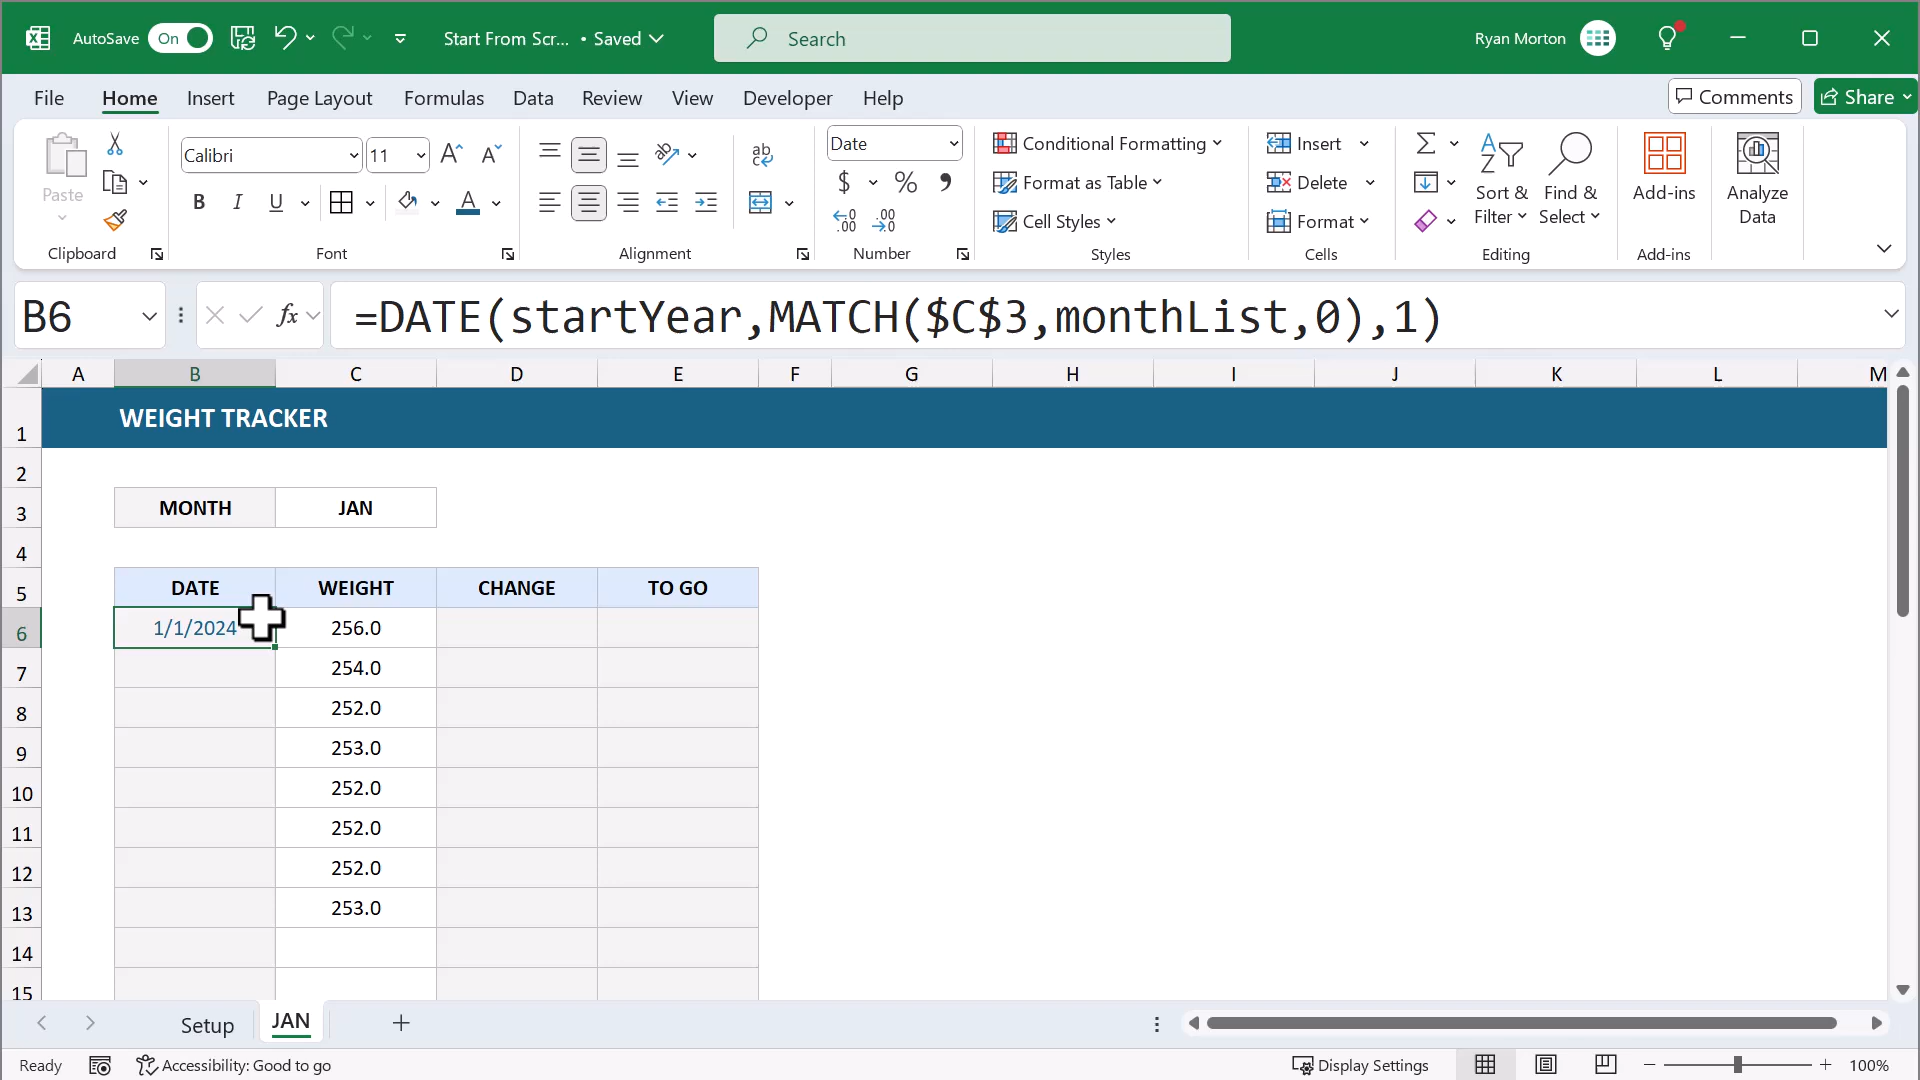 AutoSave On Start From Scr... • Saved Search Ryan Morton
File Home Insert Page Layout Formulas Data Review View Developer Help Comments Share
Calibri 11 Date Conditional Formatting Insert
Paste Format as Table Delete Sort & Filter Find & Select Add-ins Analyze Data
B I U A $ % , Cell Styles Format
Clipboard Font Alignment Number Styles Cells Editing Add-ins
B6 fx =DATE(startYear,MATCH($C$3,monthList,0),1)
A B C D E F G H I J K L M
1 WEIGHT TRACKER
2
3 MONTH JAN
4
5 DATE WEIGHT CHANGE TO GO
6 1/1/2024 256.0
7 254.0
8 252.0
9 253.0
10 252.0
11 252.0
12 252.0
13 253.0
14
15
Setup JAN
Ready Accessibility: Good to go Display Settings 100%